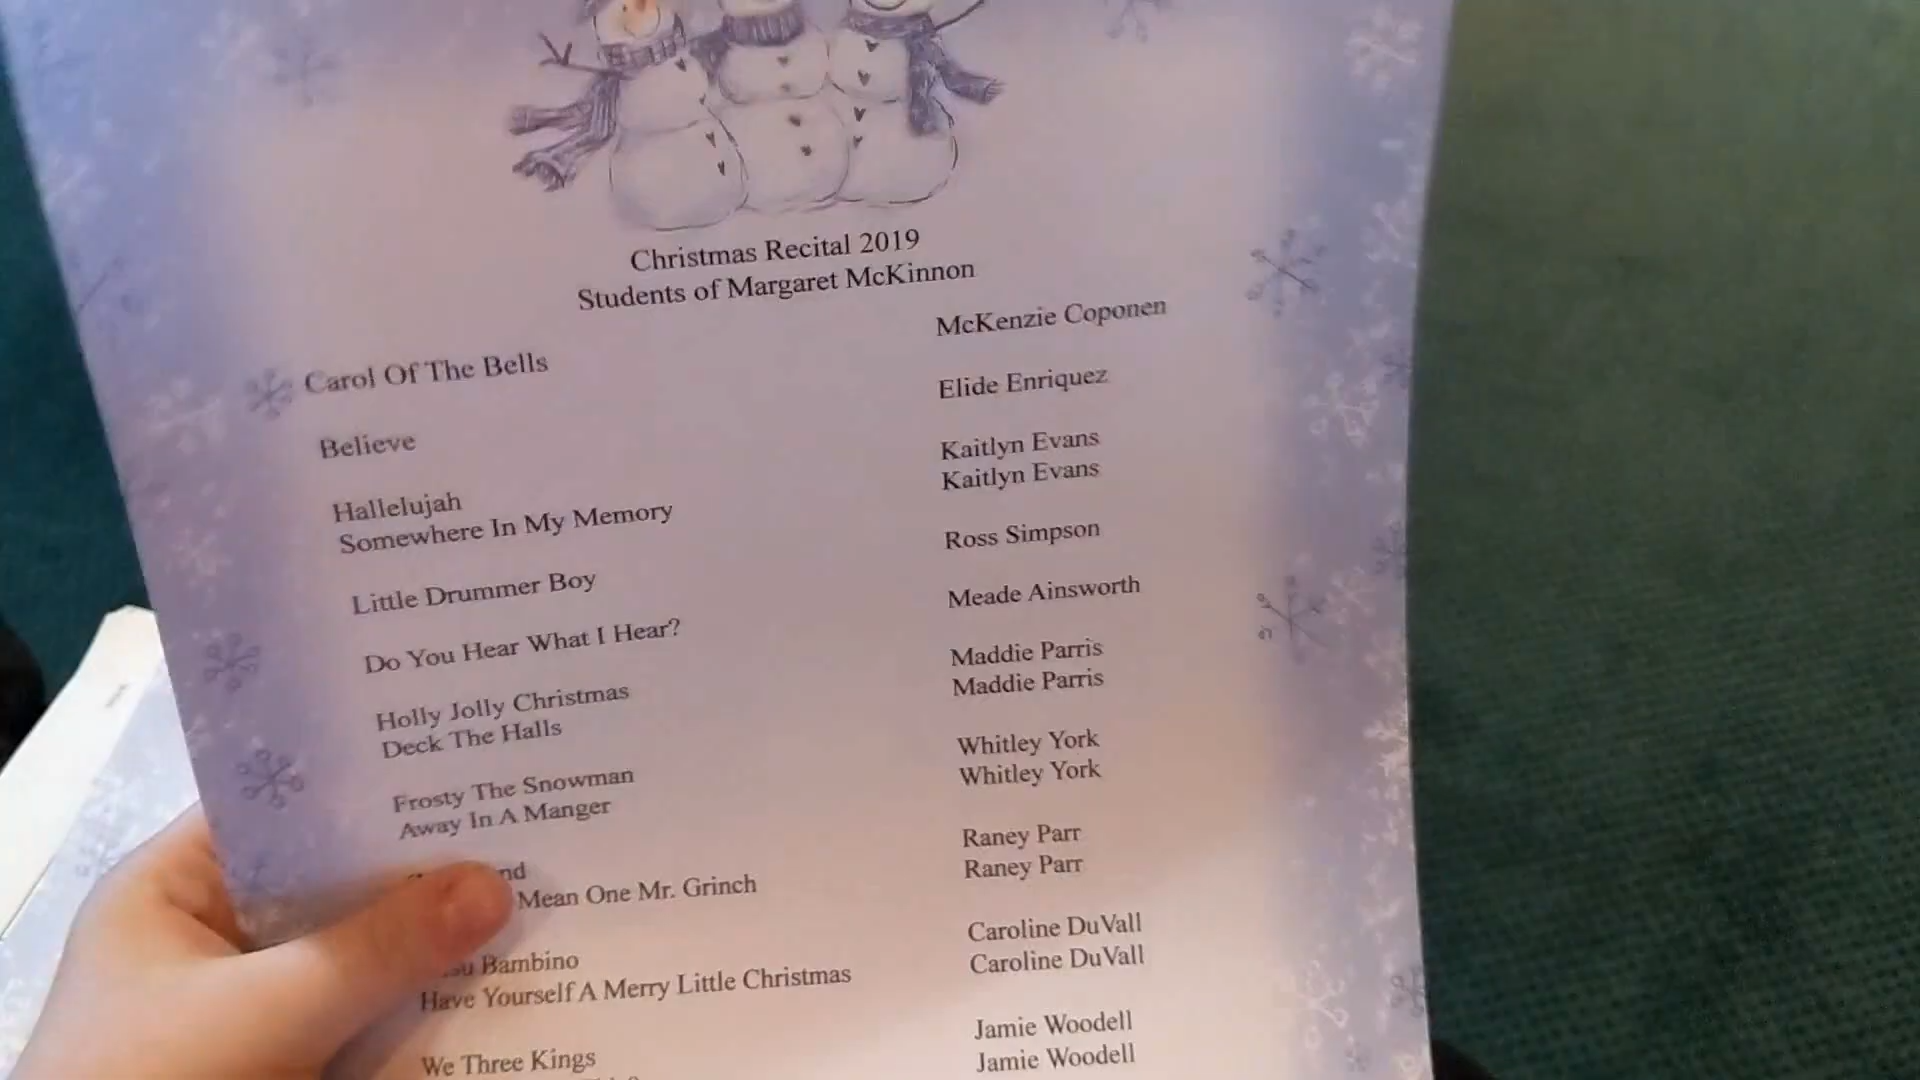 Christmas Recital 2019
Students of Margaret McKinnon
Carol Of The Bells McKenzie Coponen
Believe Elide Enriquez
Hallelujah Kaitlyn Evans
Somewhere In My Memory Kaitlyn Evans
Little Drummer Boy Ross Simpson
Do You Hear What I Hear? Meade Ainsworth
Holly Jolly Christmas Maddie Parris
Deck The Halls Maddie Parris
Frosty The Snowman Whitley York
Away In A Manger Whitley York
Raney Parr
Mean One Mr. Grinch Raney Parr
Bambino Caroline DuVall
Have Yourself A Merry Little Christmas Caroline DuVall
We Three Kings Jamie Woodell
Jamie Woodell